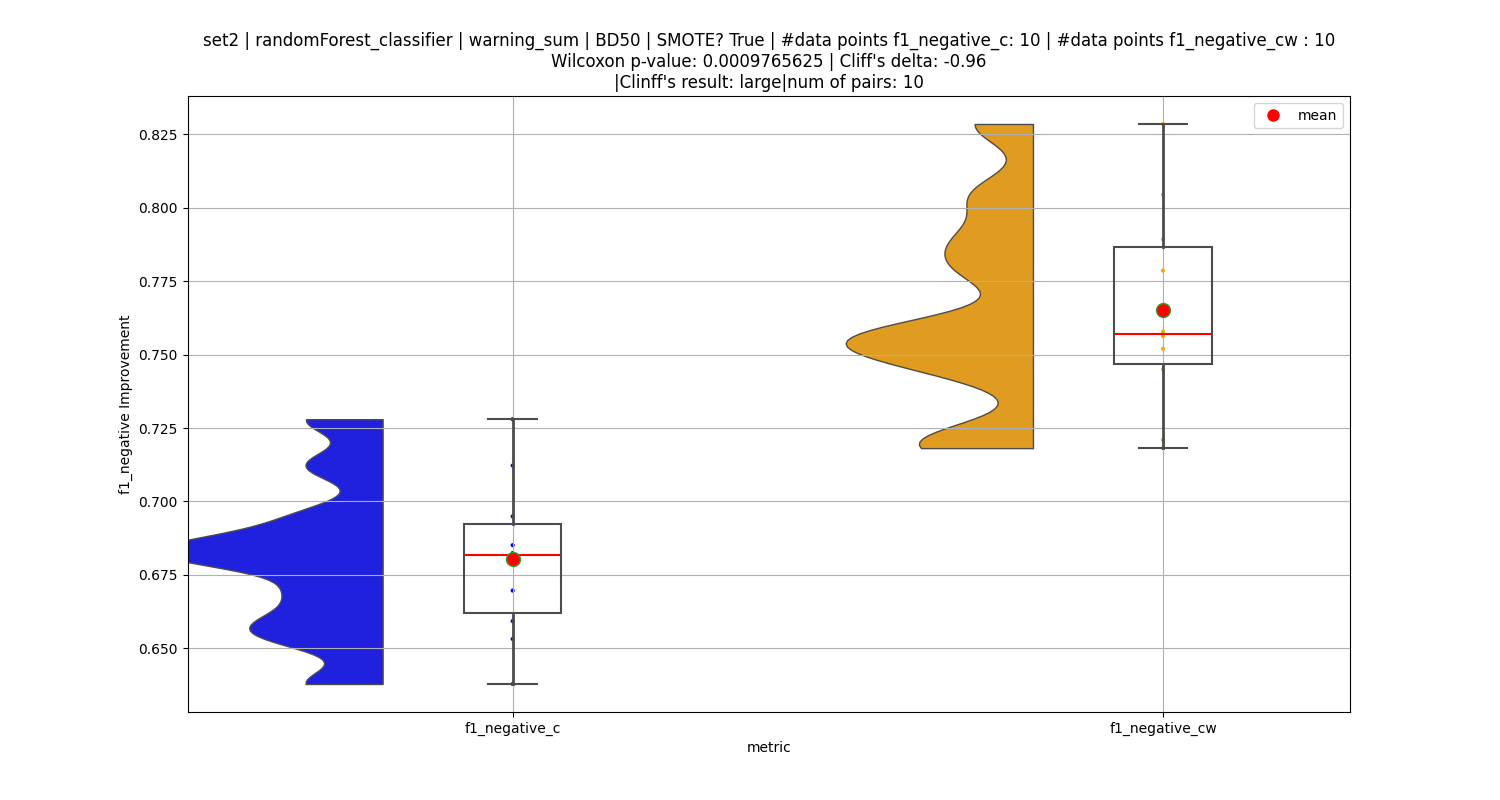 set2 | randomForest_classifier | warning_sum | BD50 | SMOTE? True | #data points f1_negative_c: 10 | #data points f1_negative_cw : 10
Wilcoxon p-value: 0.0009765625 | Cliff's delta: -0.96
|Clinff's result: large|num of pairs: 10
mean
0.825
0.800
0.775
0.750
0.725
0.700
0.675
0.650
f1_negative Improvement
f1_negative_c
f1_negative_cw
metric